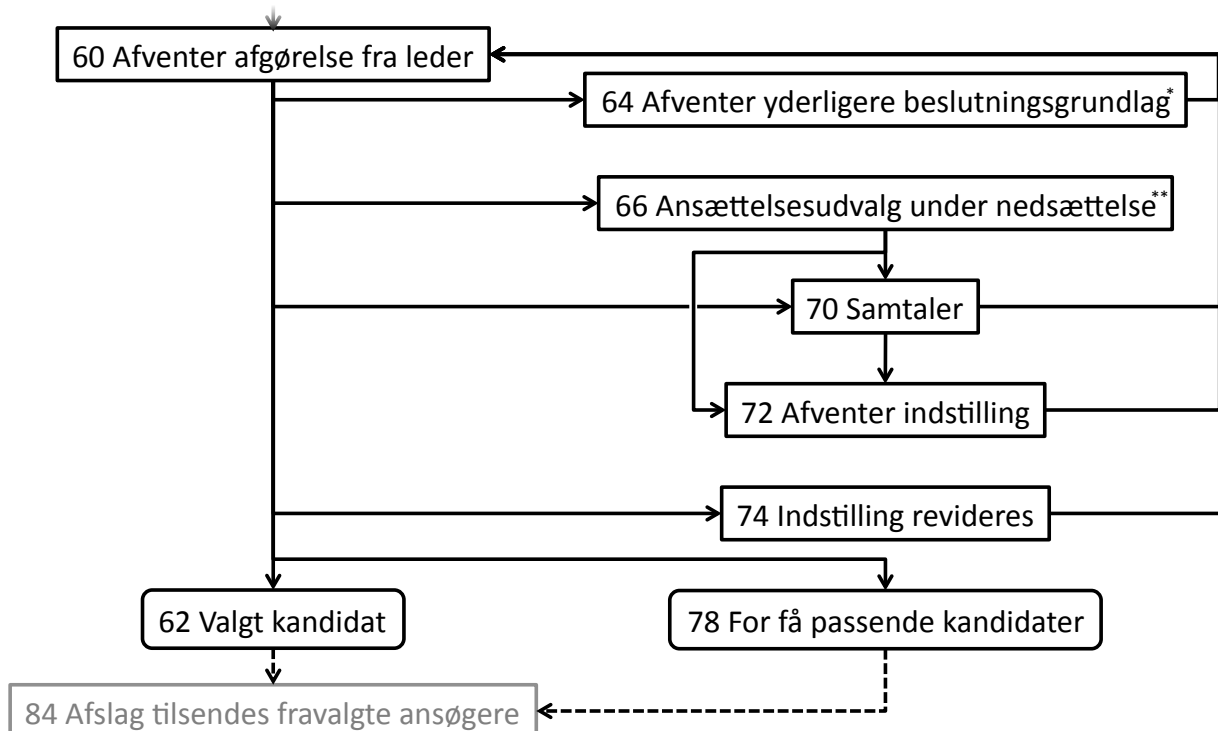 60 Afventer afgørelse fra leder
64 Afventer yderligere beslutningsgrundlag*
66 Ansættelsesudvalg under nedsættelse**
70 Samtaler
72 Afventer indstilling
74 Indstilling revideres
62 Valgt kandidat
78 For få passende kandidater
84 Afslag tilsendes fravalgte ansøgere